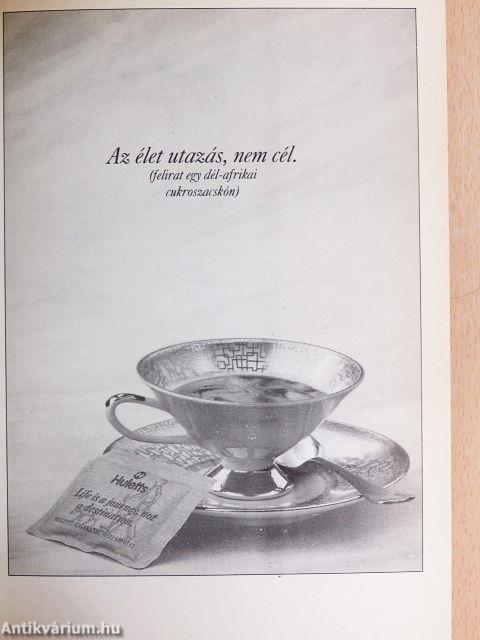 Az élet utazás, nem cél.
(felirat egy dél-afrikai
cukroszacskón)
Huletts
Life is a journey, not
a destination.
Antikvárium.hu